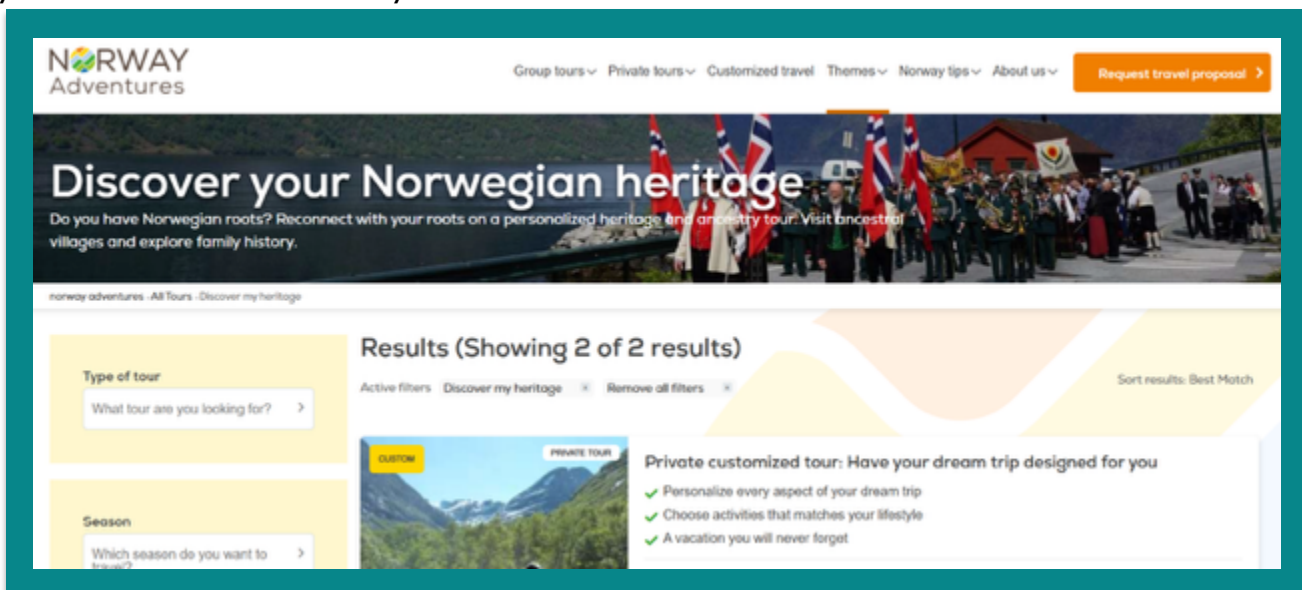 NORWAY
Adventures
Group tours Private tours Customized travel Themes Norway tips About us Request travel proposal
Discover your Norwegian heritage
Do you have Norwegian roots? Reconnect with your roots on a personalized heritage and ancestry tour. Visit ancestral
villages and explore family history.
norway adventures All Tours Discover my heritage
Results (Showing 2 of 2 results)
Type of tour
Active filters Discover my heritage × Remove all filters ×
Sort results: Best Match
What tour are you looking for?
CUSTOM
PRIVATE TOUR
Private customized tour: Have your dream trip designed for you
Personalize every aspect of your dream trip
Choose activities that matches your lifestyle
A vacation you will never forget
Season
Which season do you want to
travel?